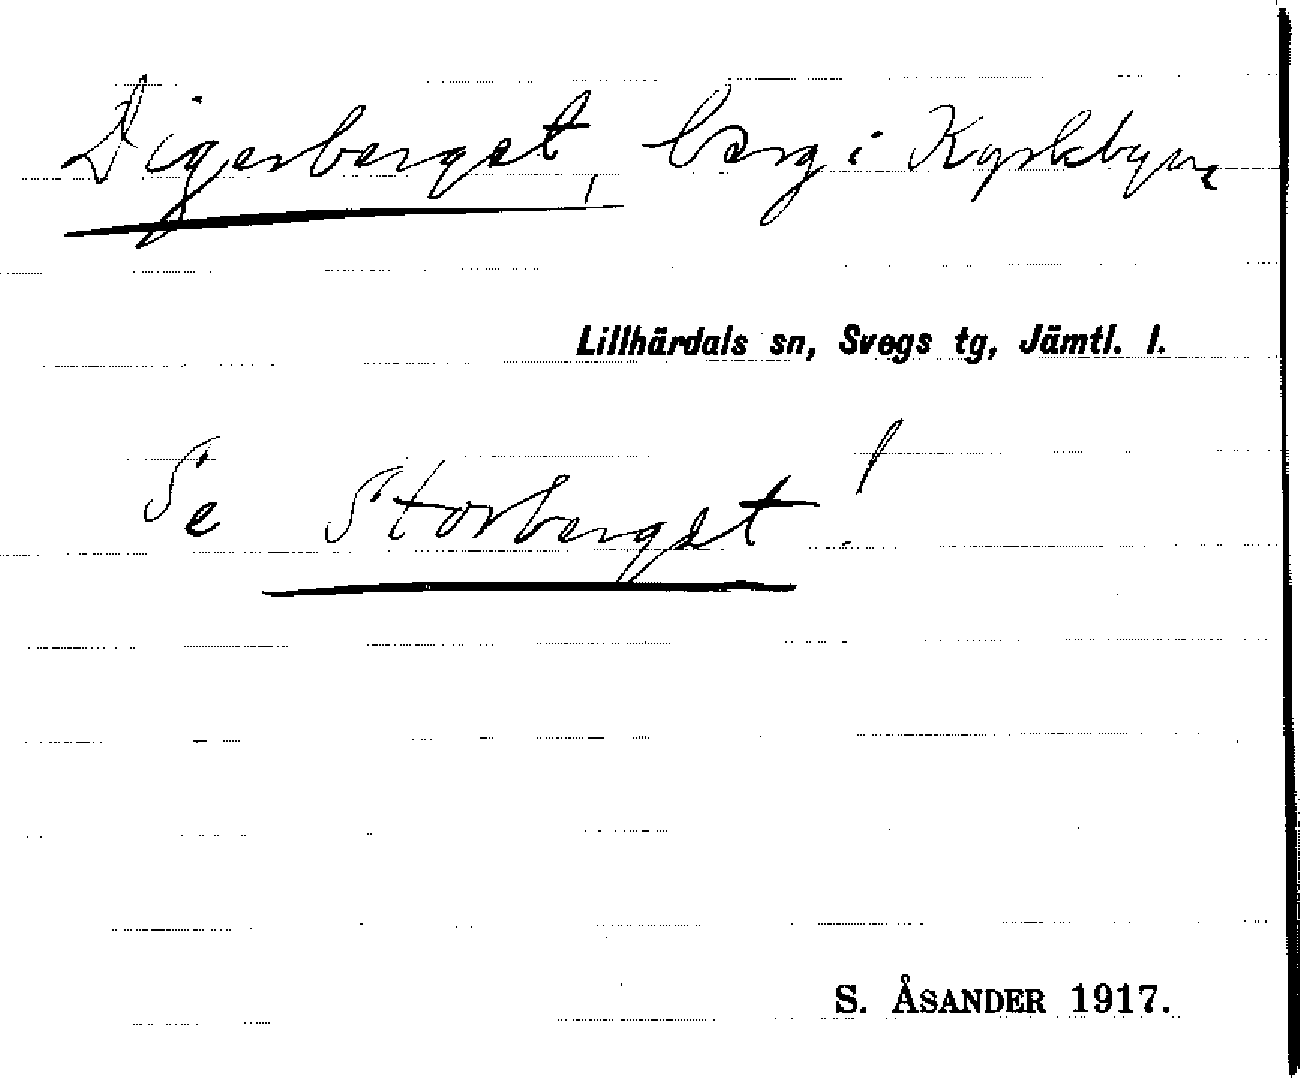 Digerberget, berg i Kyrkbyn
Lillhärdals sn, Svegs tg, Jämtl. l.
Se Storberget!
S. ÅSANDER 1917.